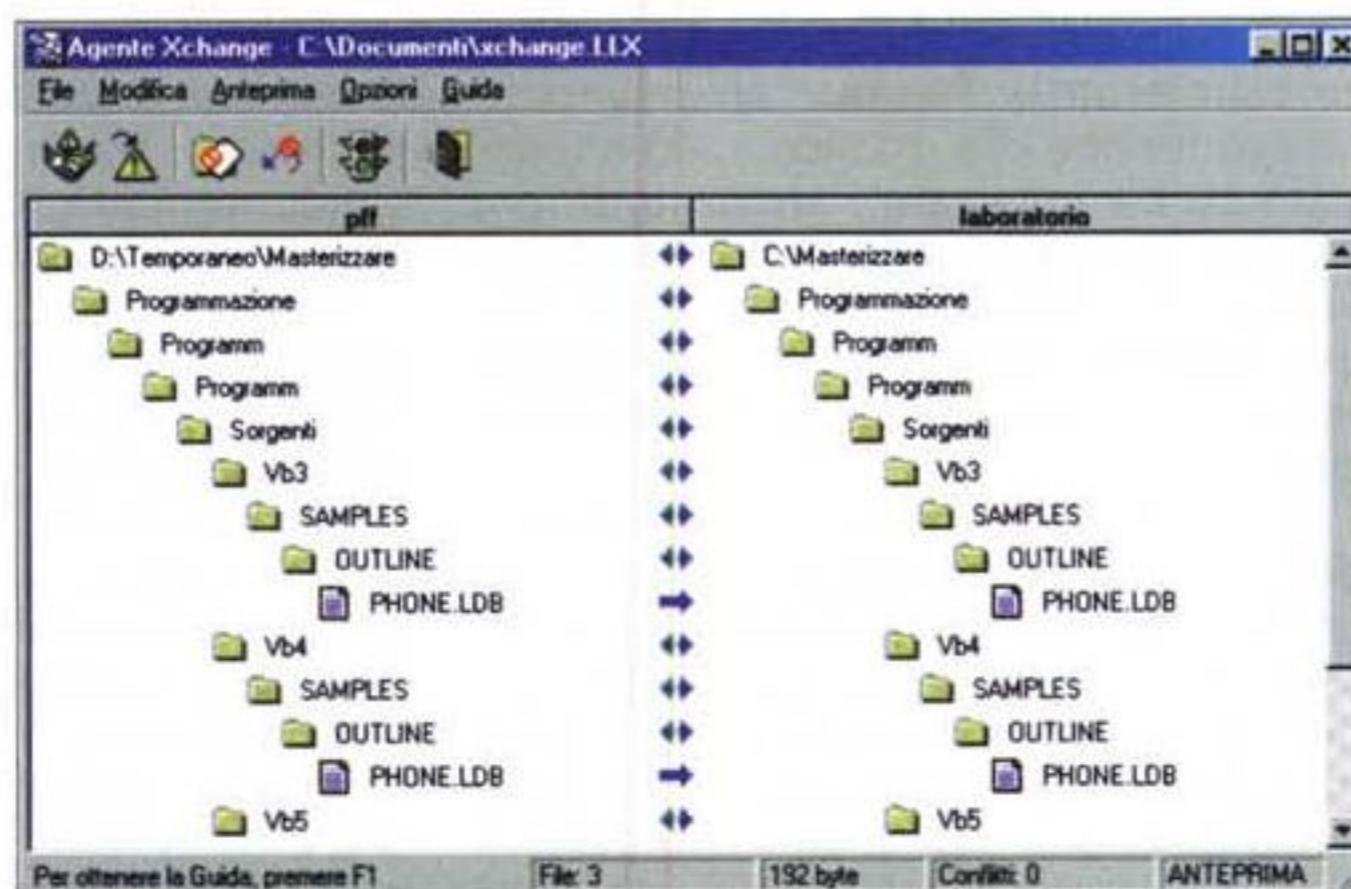 Agente Xchange - C:\Documenti\xchange.LLX
File Modifica Anteprima Opzioni Guida
pff laboratorio
D:\Temporaneo\Masterizzare C:\Masterizzare
Programmazione Programmazione
Programm Programm
Programm Programm
Sorgenti Sorgenti
Vb3 Vb3
SAMPLES SAMPLES
OUTLINE OUTLINE
PHONE.LDB PHONE.LDB
Vb4 Vb4
SAMPLES SAMPLES
OUTLINE OUTLINE
PHONE.LDB PHONE.LDB
Vb5 Vb5
Per ottenere la Guida, premere F1 File: 3 192 byte Conflitti: 0 ANTEPRIMA